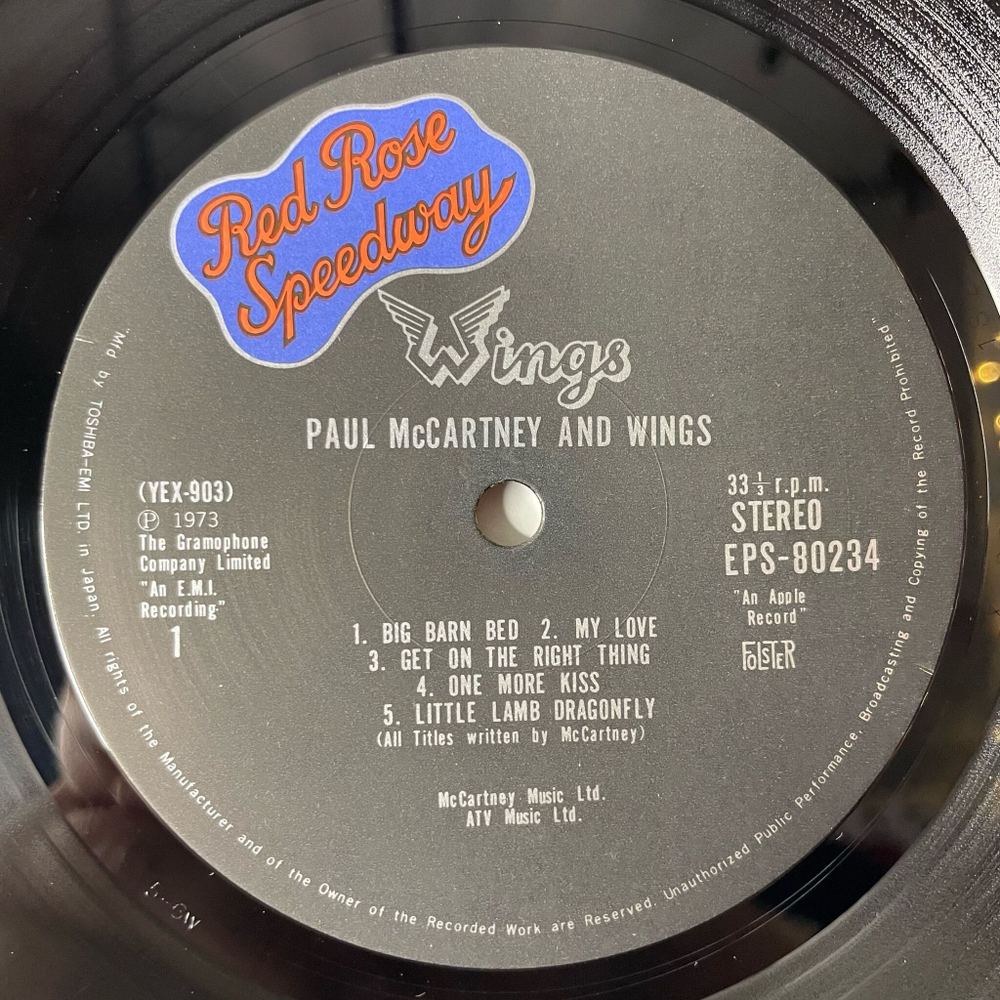 Red Rose
Speedway
Wings
PAUL McCARTNEY AND WINGS
(YEX-903)
Ⓟ 1973
The Gramophone
Company Limited
"An E.M.I.
Recording"
1
33 1/3 r.p.m.
STEREO
EPS-80234
"An Apple
Record"
FOLSTER
1. BIG BARN BED 2. MY LOVE
3. GET ON THE RIGHT THING
4. ONE MORE KISS
5. LITTLE LAMB DRAGONFLY
(All Titles written by McCartney)
McCartney Music Ltd.
ATV Music Ltd.
"Mfd by TOSHIBA-EMI LTD. in Japan; All rights of the Manufacturer and of the Owner of the Recorded Work are Reserved. Unauthorized Public Performance, Broadcasting and Copying of the Record Prohibited"